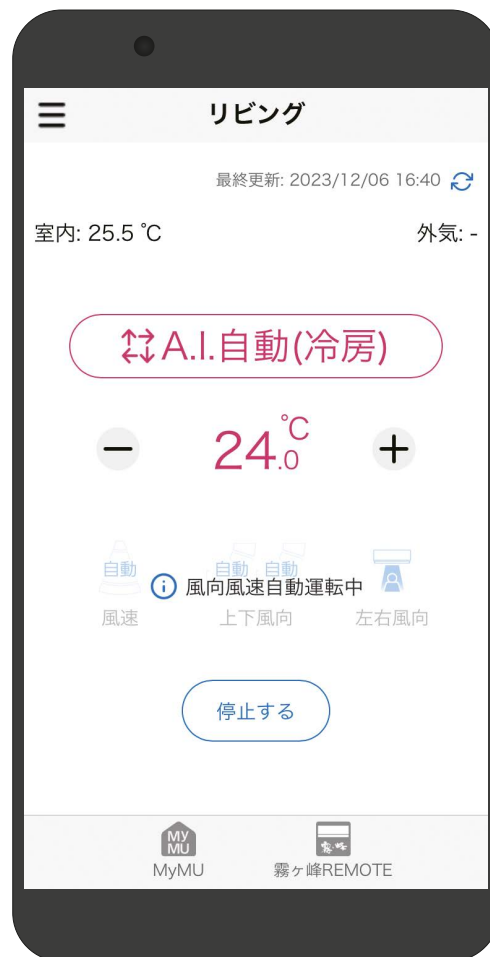 リビング
最終更新: 2023/12/06 16:40
室内: 25.5 ℃
外気: -
A.I.自動(冷房)
24.0℃
自動
自動 自動
風向風速自動運転中
風速
上下風向
左右風向
停止する
MY
MU
霧ヶ峰
MyMU
霧ヶ峰REMOTE